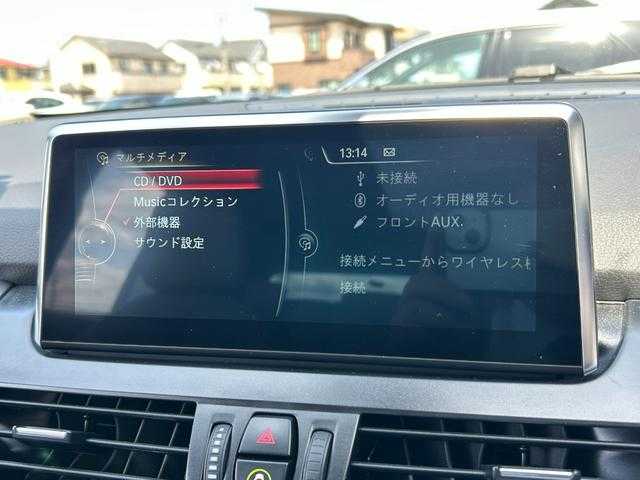 マルチメディア
CD / DVD
Musicコレクション
外部機器
サウンド設定
13:14
未接続
オーディオ用機器なし
フロントAUX.
接続メニューからワイヤレス
接続